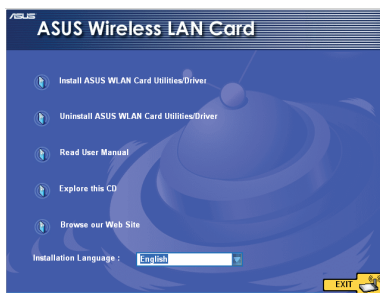 ASUS
ASUS Wireless LAN Card
Install ASUS WLAN Card Utilities/Driver
Uninstall ASUS WLAN Card Utilities/Driver
Read User Manual
Explore this CD
Browse our Web Site
Installation Language : English
EXIT